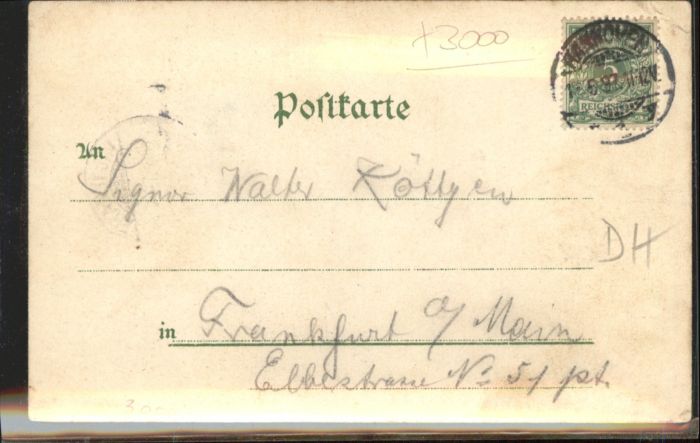 +3000
HANNOVER
5
REICHSPOST
Postkarte
An
Signor Walter Köttgen
DH
in Frankfurt a/ Main
Elbestrasse No 51 pt.